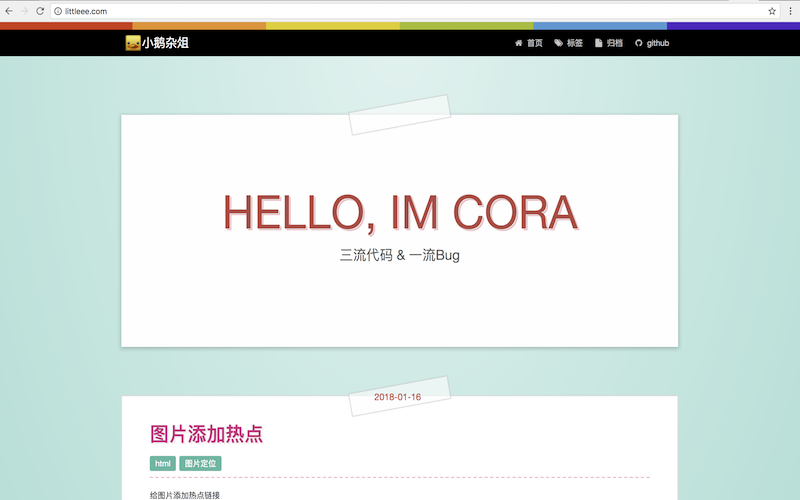 littleee.com
小鹅杂俎
首页 标签 归档 github
HELLO, IM CORA
三流代码 & 一流Bug
2018-01-16
图片添加热点
html 图片定位
给图片添加热点链接